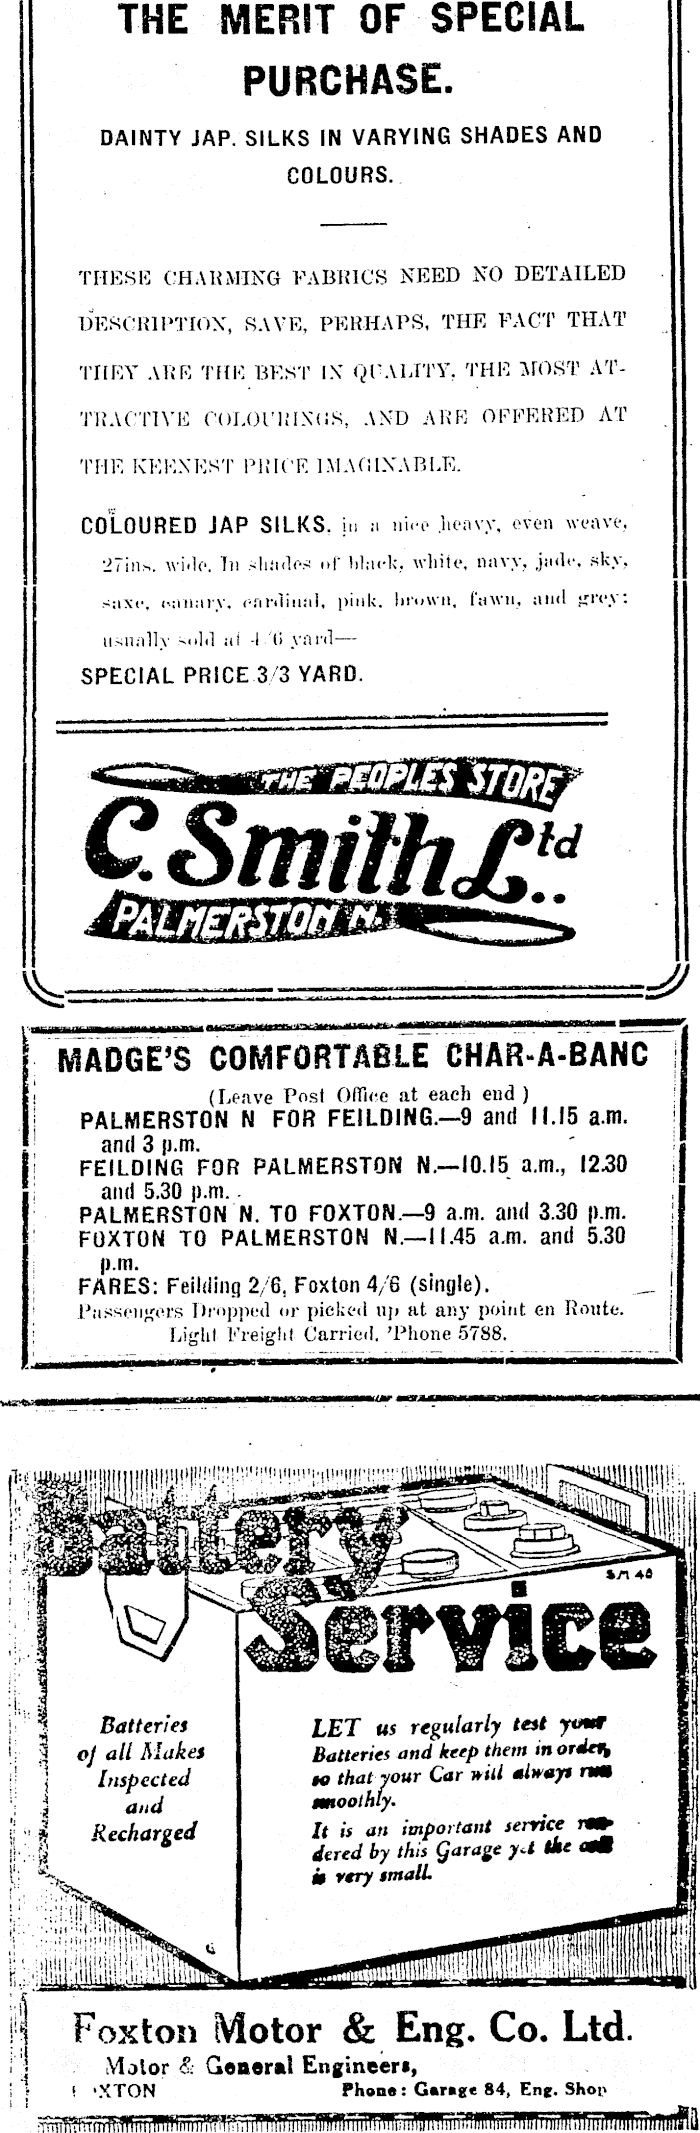 THE MERIT OF SPECIAL
PURCHASE.
DAINTY JAP. SILKS IN VARYING SHADES AND
COLOURS.
THESE CHARMING FABRICS NEED NO DETAILED
DESCRIPTION, SAVE, PERHAPS, THE FACT THAT
THEY ARE THE BEST IN QUALITY, THE MOST AT-
TRACTIVE COLOURINGS, AND ARE OFFERED AT
THE KEENEST PRICE IMAGINABLE.
COLOURED JAP SILKS, in a nice heavy, even weave,
27ins. wide. In shades of black, white, navy, jade, sky,
saxe, canary, cardinal, pink, brown, fawn, and grey;
usually sold at 4/6 yard—
SPECIAL PRICE 3/3 YARD.
THE PEOPLES STORE
C. Smith Ltd..
PALMERSTON N.
MADGE'S COMFORTABLE CHAR-A-BANC
(Leave Post Office at each end)
PALMERSTON N FOR FEILDING.—9 and 11.15 a.m.
and 3 p.m.
FEILDING FOR PALMERSTON N.—10.15 a.m., 12.30
and 5.30 p.m.
PALMERSTON N. TO FOXTON.—9 a.m. and 3.30 p.m.
FOXTON TO PALMERSTON N.—11.45 a.m. and 5.30
p.m.
FARES: Feilding 2/6, Foxton 4/6 (single).
Passengers Dropped or picked up at any point en Route.
Light Freight Carried. 'Phone 5788.
Battery
Service
SM 40
Batteries
of all Makes
Inspected
and
Recharged
LET us regularly test your
Batteries and keep them in order,
so that your Car will always run
smoothly.
It is an important service ren-
dered by this Garage yet the cost
is very small.
Foxton Motor & Eng. Co. Ltd.
Motor & General Engineers,
FOXTON Phone: Garage 84, Eng. Shop